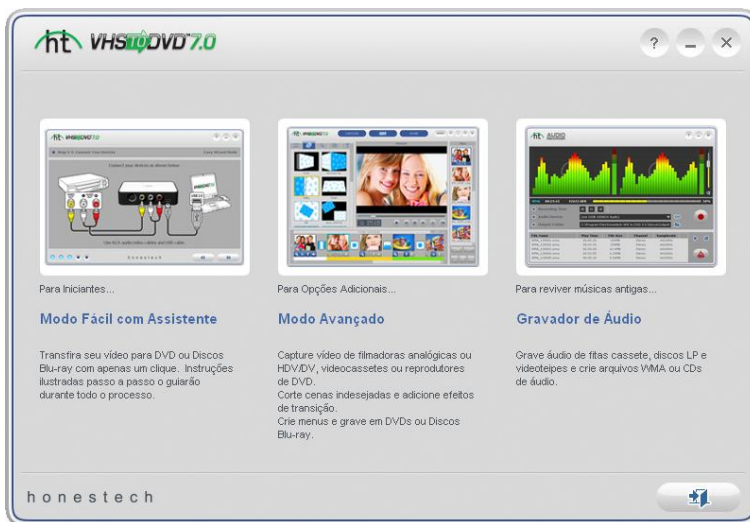 ht VHS TO DVD 7.0
?
Para Iniciantes...
Modo Fácil com Assistente
Transfira seu vídeo para DVD ou Discos
Blu-ray com apenas um clique. Instruções
ilustradas passo a passo o guiarão
durante todo o processo.
Para Opções Adicionais...
Modo Avançado
Capture vídeo de filmadoras analógicas ou
HDV/DV, videocassetes ou reprodutores
de DVD.
Corte cenas indesejadas e adicione efeitos
de transição.
Crie menus e grave em DVDs ou Discos
Blu-ray.
Para reviver músicas antigas...
Gravador de Áudio
Grave áudio de fitas cassete, discos LP e
videoteipes e crie arquivos WMA ou CDs
de áudio.
honestech